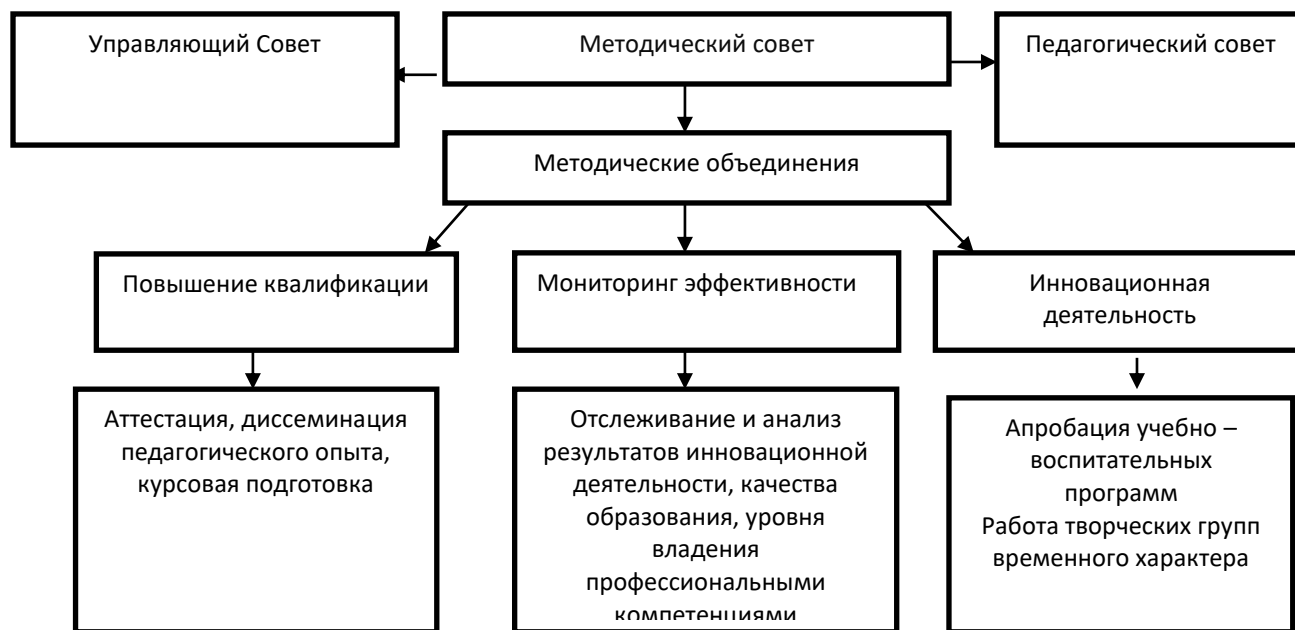 Управляющий Совет
Методический совет
Педагогический совет
Методические объединения
Повышение квалификации
Мониторинг эффективности
Инновационная
деятельность
Аттестация, диссеминация
педагогического опыта,
курсовая подготовка
Отслеживание и анализ
результатов инновационной
деятельности, качества
образования, уровня
владения
профессиональными
компетенциями
Апробация учебно –
воспитательных
программ
Работа творческих групп
временного характера